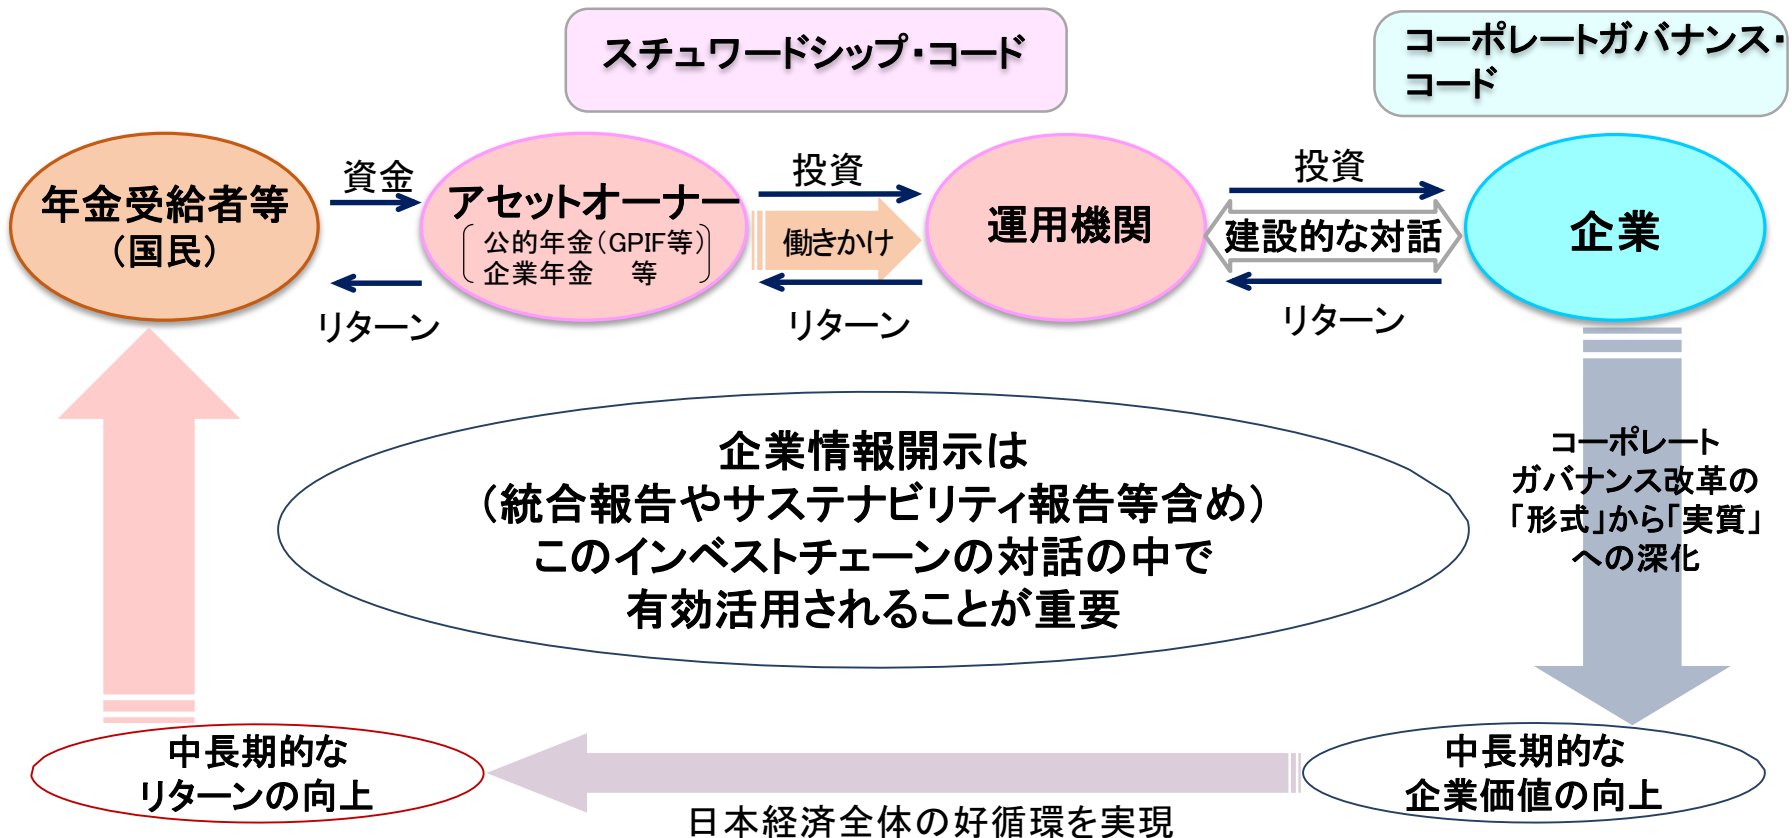 スチュワードシップ・コード
コーポレートガバナンス・
コード
年金受給者等
（国民）
資金
リターン
アセットオーナー
公的年金（GPIF等）
企業年金　等
投資
働きかけ
リターン
運用機関
投資
建設的な対話
リターン
企業
企業情報開示は
（統合報告やサステナビリティ報告等含め）
このインベストチェーンの対話の中で
有効活用されることが重要
コーポレート
ガバナンス改革の
「形式」から「実質」
への深化
中長期的な
リターンの向上
中長期的な
企業価値の向上
日本経済全体の好循環を実現